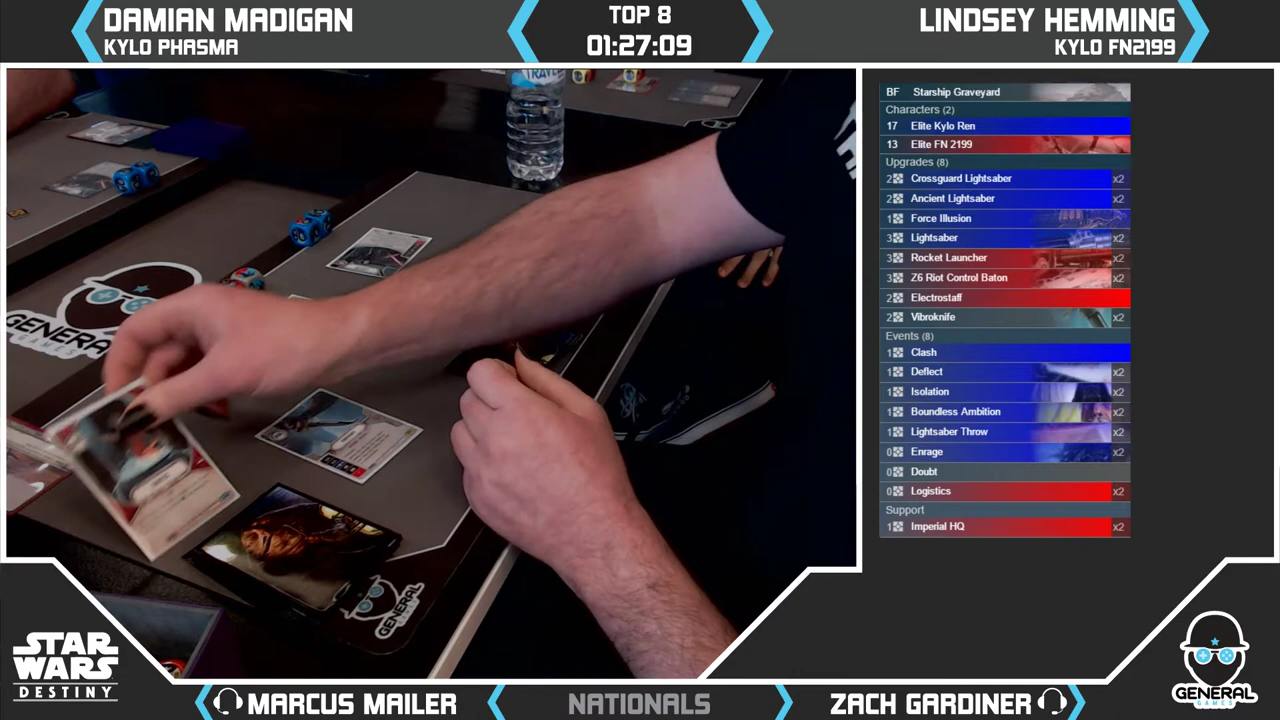 DAMIAN MADIGAN
KYLO PHASMA
TOP 8
01:27:09
LINDSEY HEMMING
KYLO FN2199
BF Starship Graveyard
Characters (2)
17 Elite Kylo Ren
13 Elite FN 2199
Upgrades (8)
2 Crossguard Lightsaber x2
2 Ancient Lightsaber x2
1 Force Illusion x2
3 Lightsaber x2
3 Rocket Launcher x2
3 Z6 Riot Control Baton x2
2 Electrostaff
2 Vibroknife x2
Events (8)
1 Clash
1 Deflect x2
1 Isolation x2
1 Boundless Ambition x2
1 Lightsaber Throw x2
0 Enrage x2
0 Doubt
0 Logistics x2
Support
1 Imperial HQ x2
GENERAL
GAMES
GENERAL
STAR
WARS
DESTINY
MARCUS MAILER
NATIONALS
ZACH GARDINER
GENERAL
GAMES